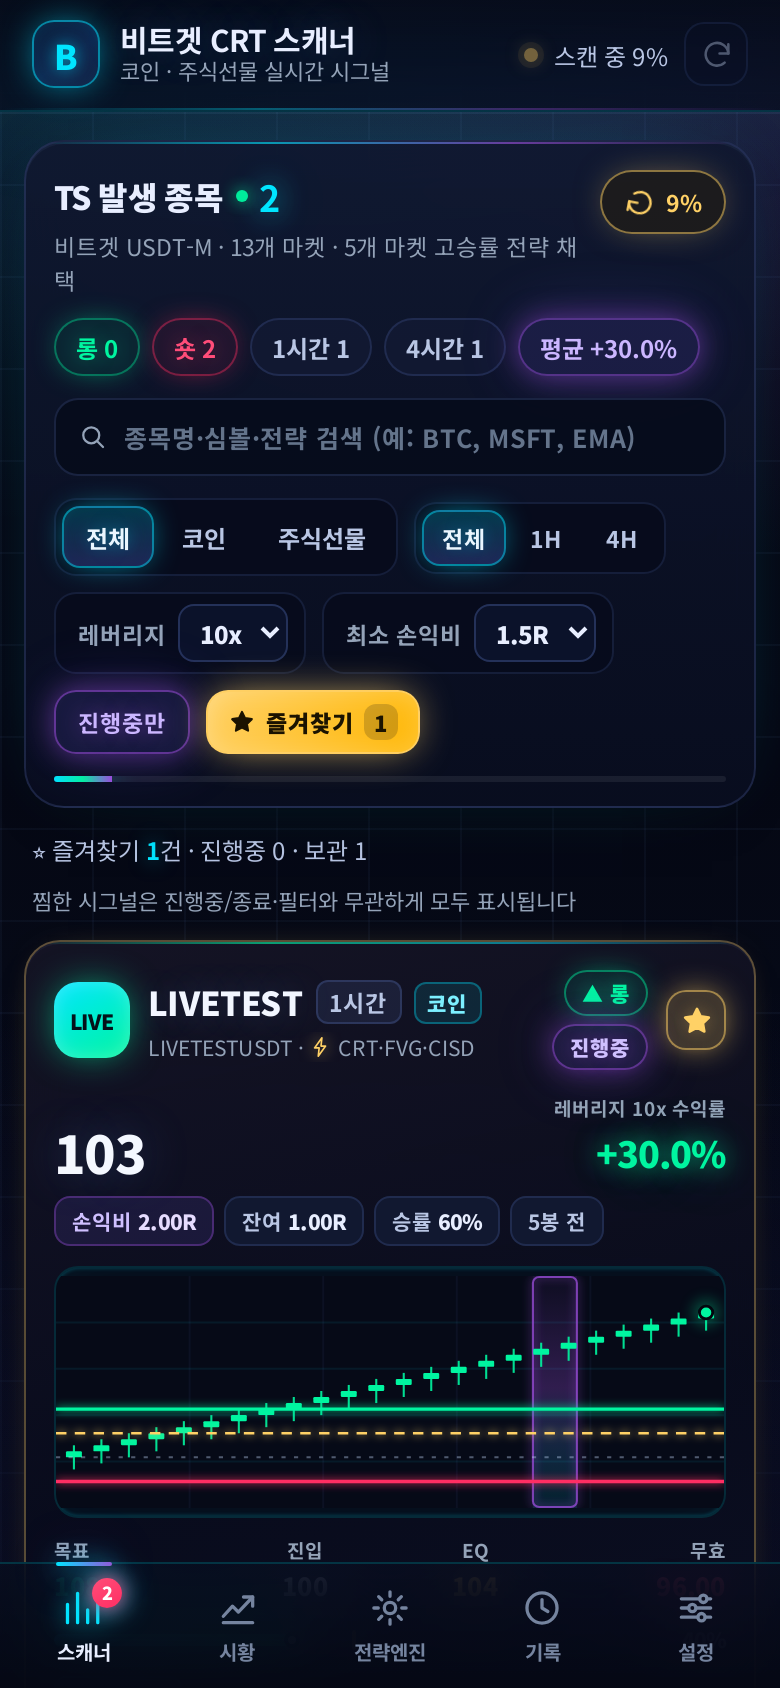 B
비트겟 CRT 스캐너
코인 · 주식선물 실시간 시그널
스캔 중 9%
TS 발생 종목 • 2
9%
비트겟 USDT-M · 13개 마켓 · 5개 마켓 고승률 전략 채
택
롱 0 숏 2 1시간 1 4시간 1 평균 +30.0%
종목명·심볼·전략 검색 (예: BTC, MSFT, EMA)
전체 코인 주식선물 전체 1H 4H
레버리지 10x 최소 손익비 1.5R
진행중만 ★ 즐겨찾기 1
☆ 즐겨찾기 1건 · 진행중 0 · 보관 1
찜한 시그널은 진행중/종료·필터와 무관하게 모두 표시됩니다
LIVE
LIVETEST 1시간 코인
▲ 롱
LIVETESTUSDT · ⚡ CRT·FVG·CISD
진행중
레버리지 10x 수익률
103
+30.0%
손익비 2.00R 잔여 1.00R 승률 60% 5봉 전
목표 진입 EQ 무효
100 104 96.00
2
스캐너 시황 전략엔진 기록 설정